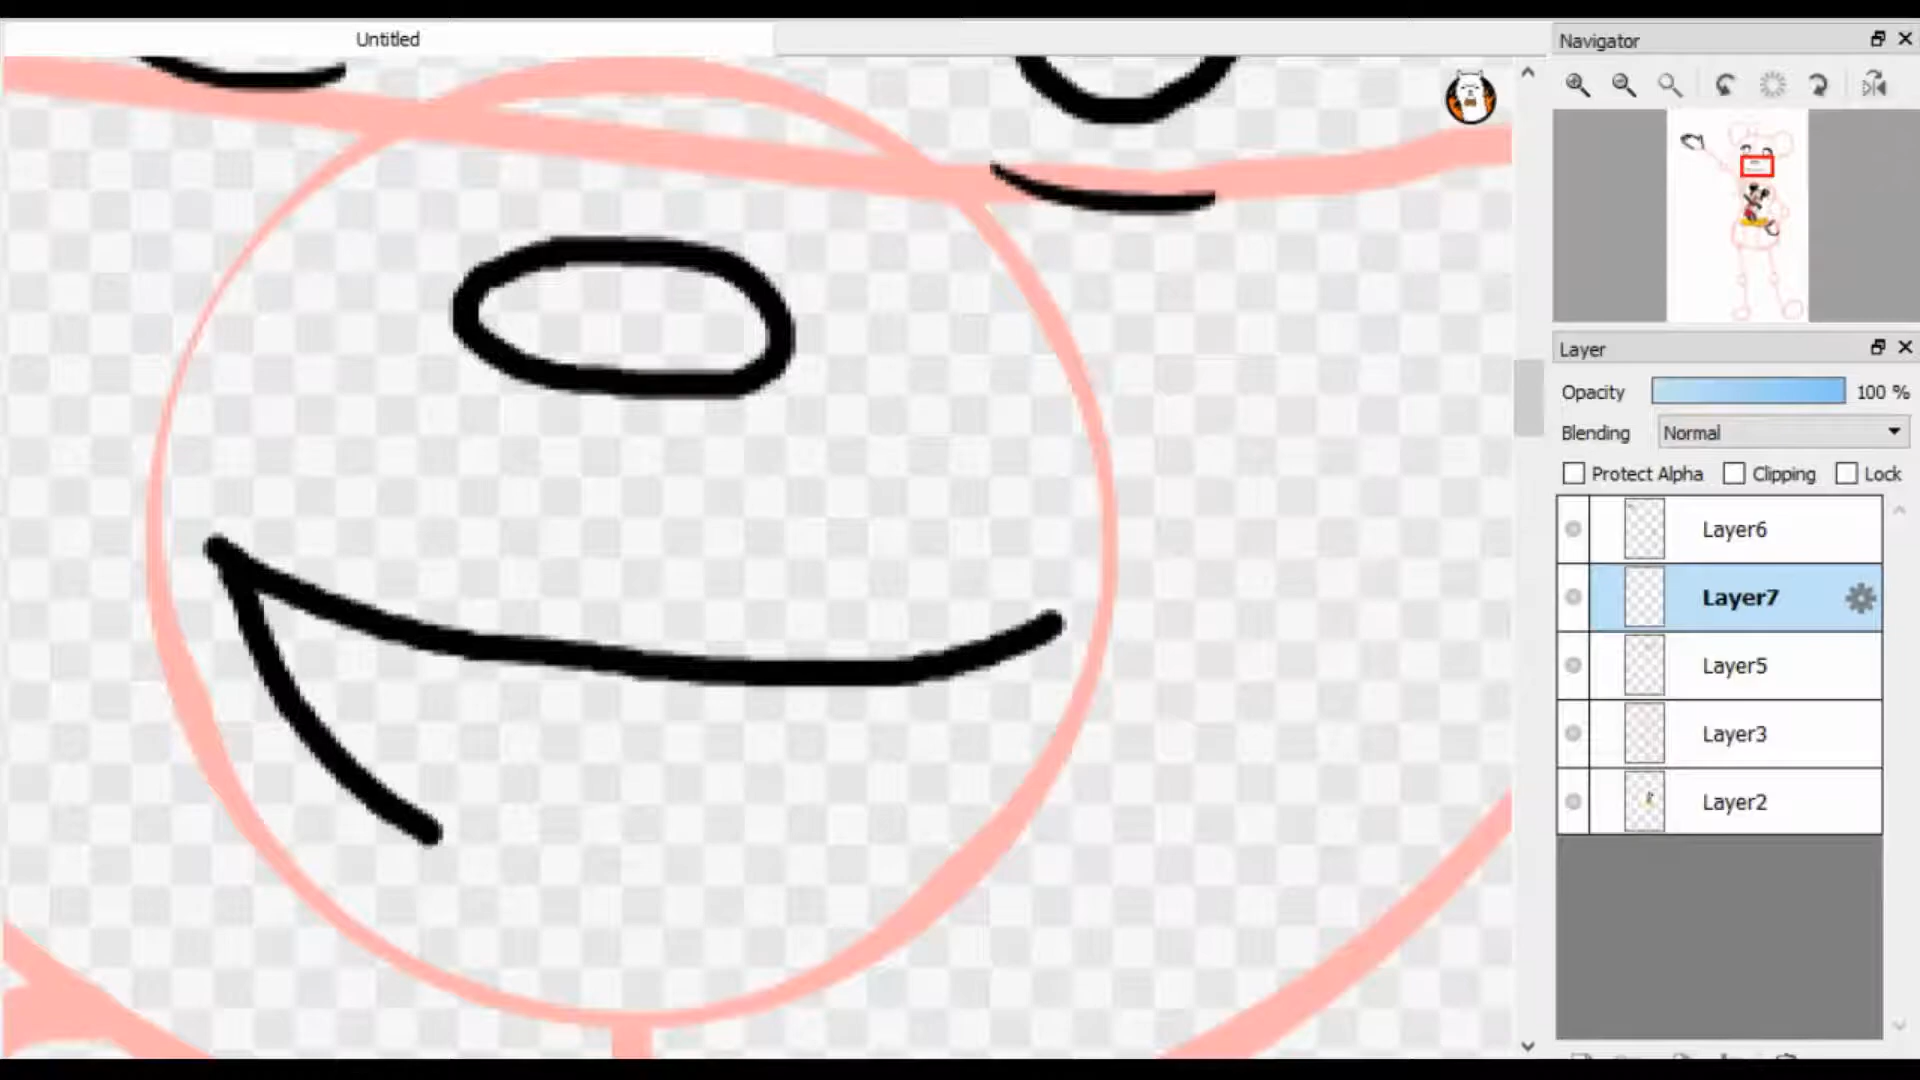 Untitled
Navigator
Layer
Opacity 100 %
Blending Normal
Protect Alpha Clipping Lock
Layer6
Layer7
Layer5
Layer3
Layer2